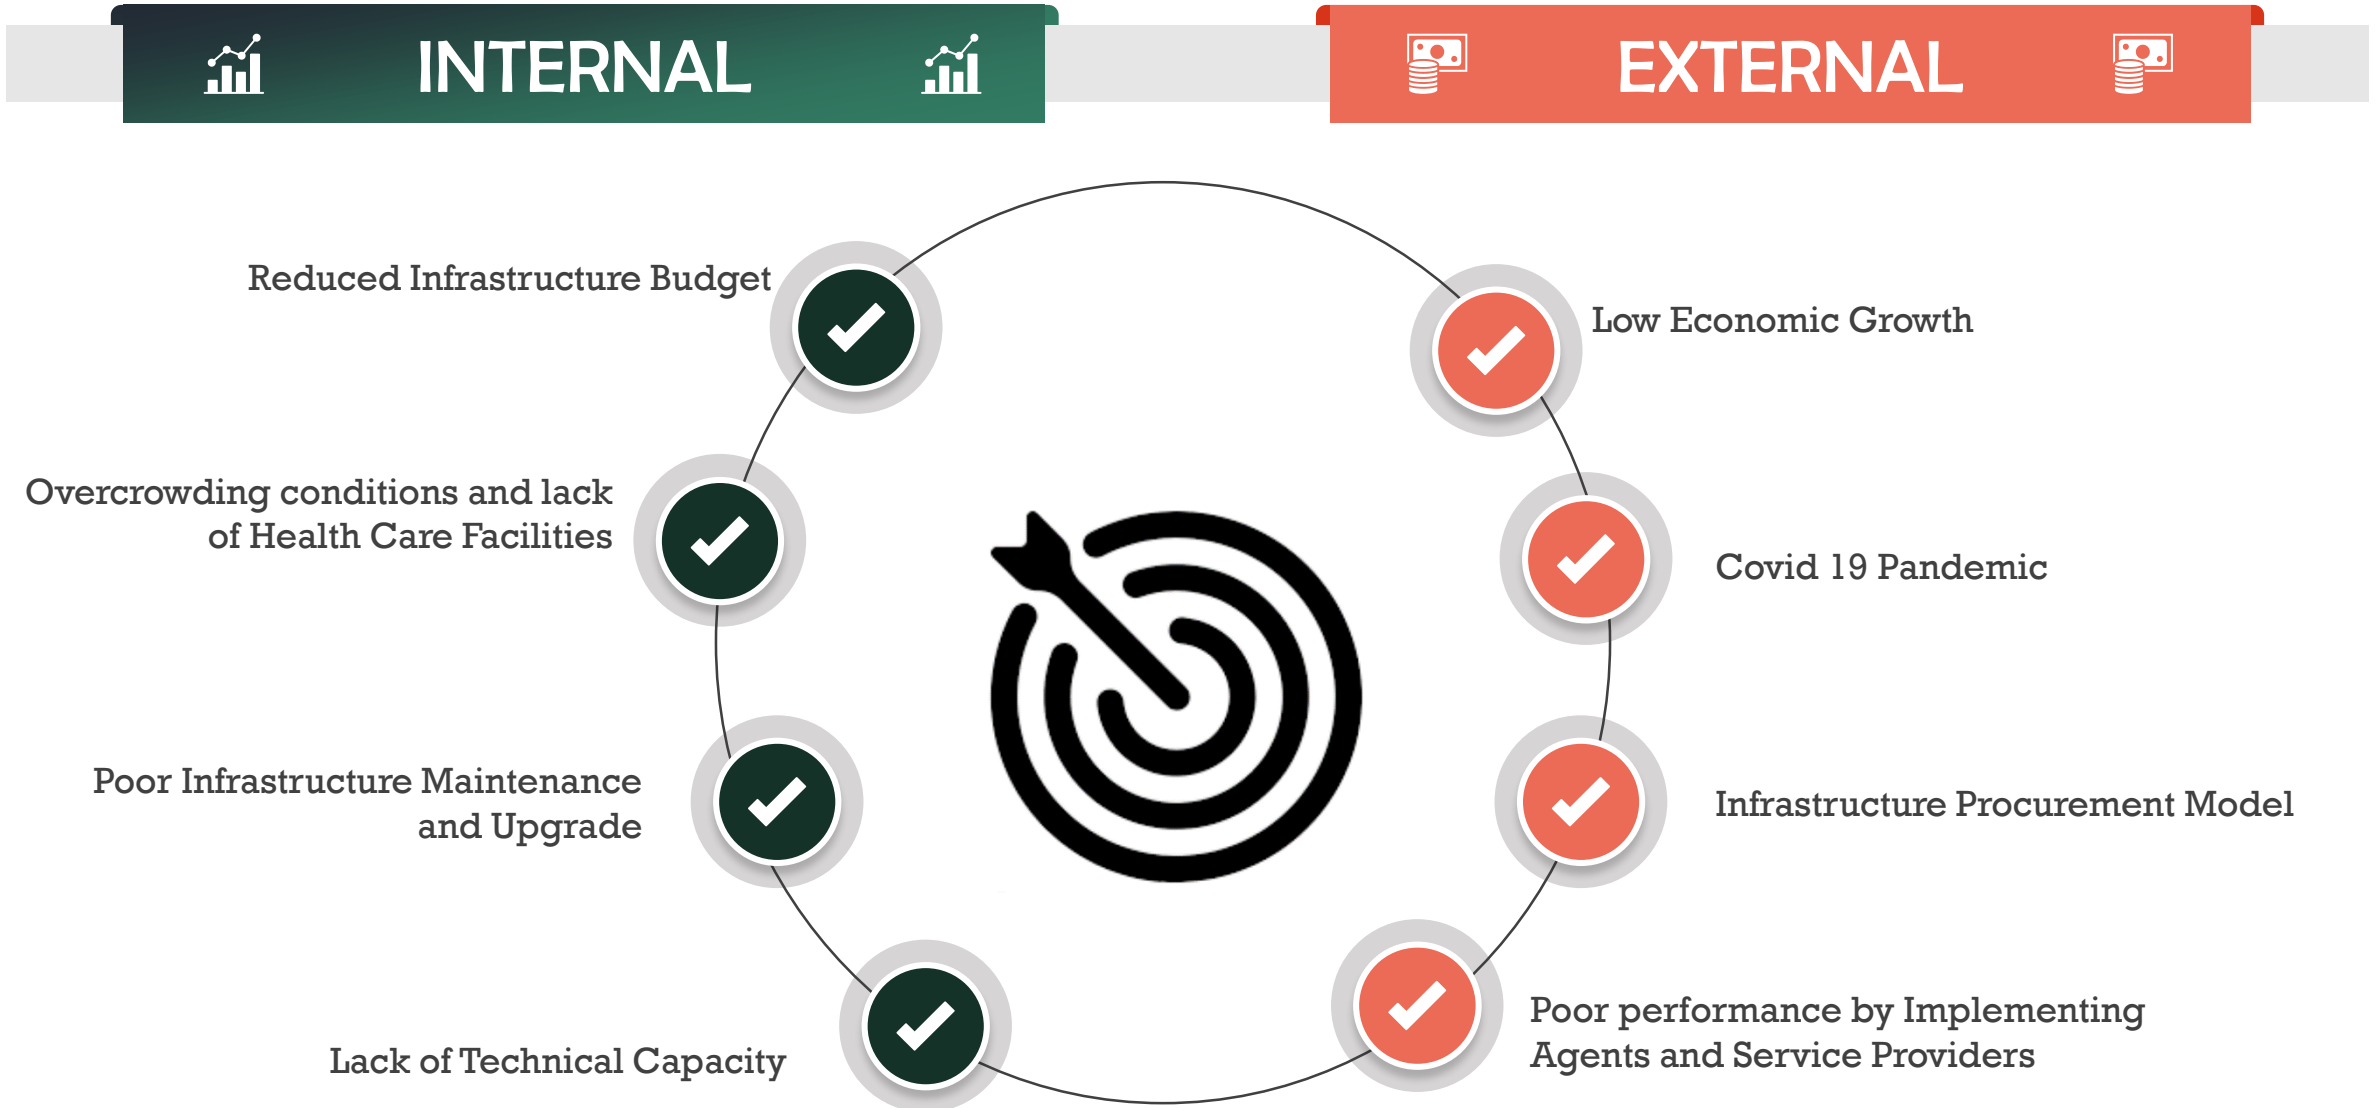 INTERNAL
EXTERNAL
Reduced Infrastructure Budget
Overcrowding conditions and lack
of Health Care Facilities
Poor Infrastructure Maintenance
and Upgrade
Lack of Technical Capacity
Low Economic Growth
Covid 19 Pandemic
Infrastructure Procurement Model
Poor performance by Implementing
Agents and Service Providers